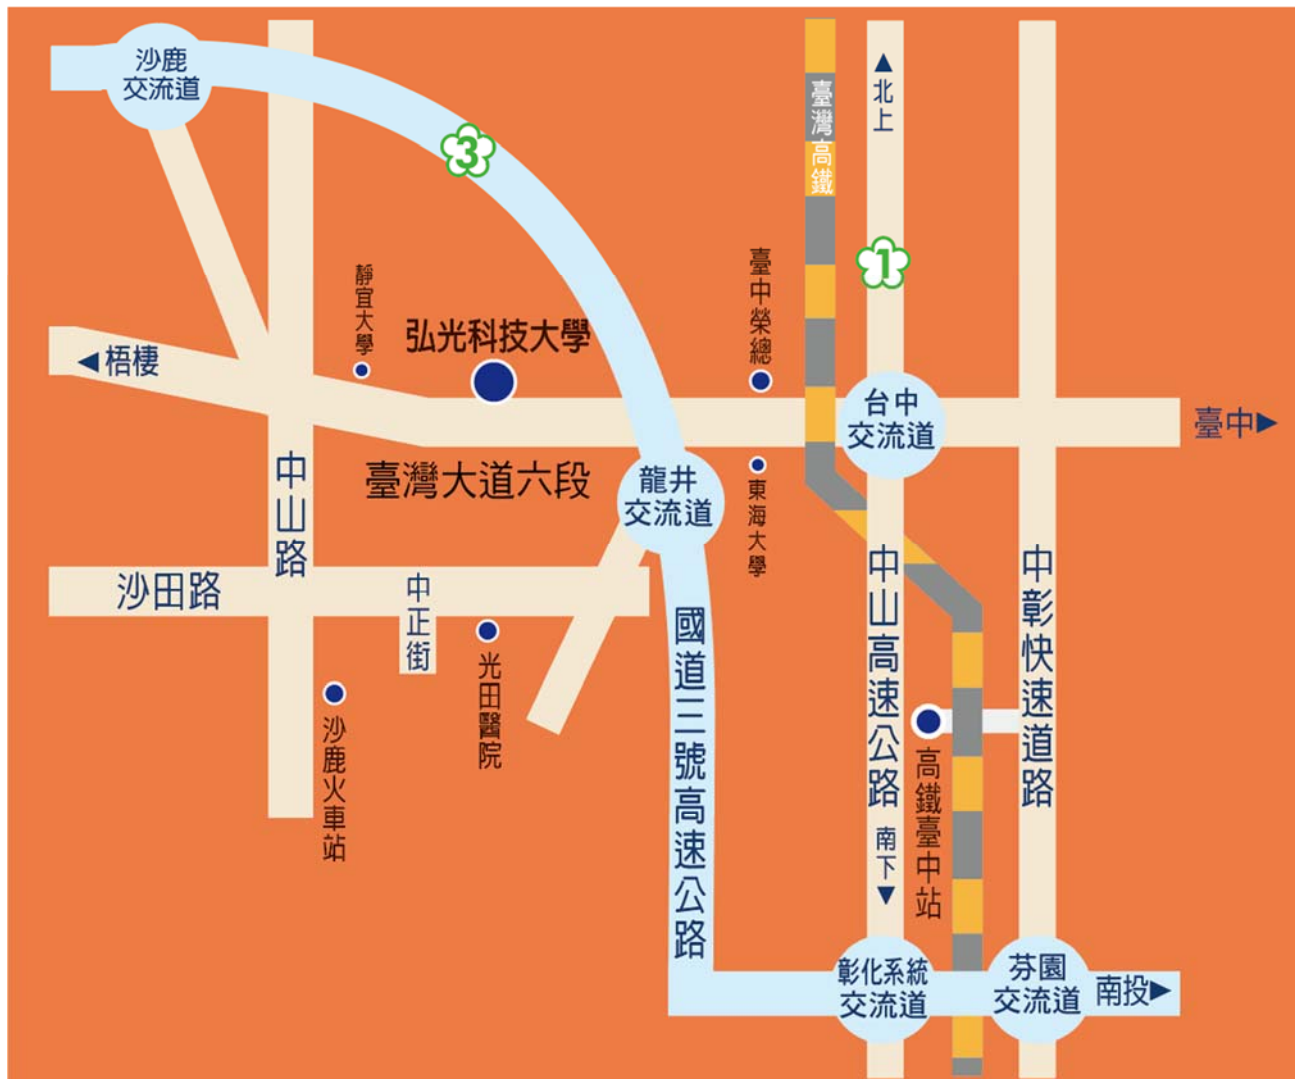 沙鹿
交流道
3
臺灣高鐵
北上
1
靜宜大學
弘光科技大學
臺中榮總
梧棲
台中
交流道
臺中
中山路
臺灣大道六段
龍井
交流道
東海大學
沙田路
中正街
光田醫院
沙鹿火車站
國道三號高速公路
中山高速公路
中彰快速道路
高鐵臺中站
南下
彰化系統
交流道
芬園
交流道
南投